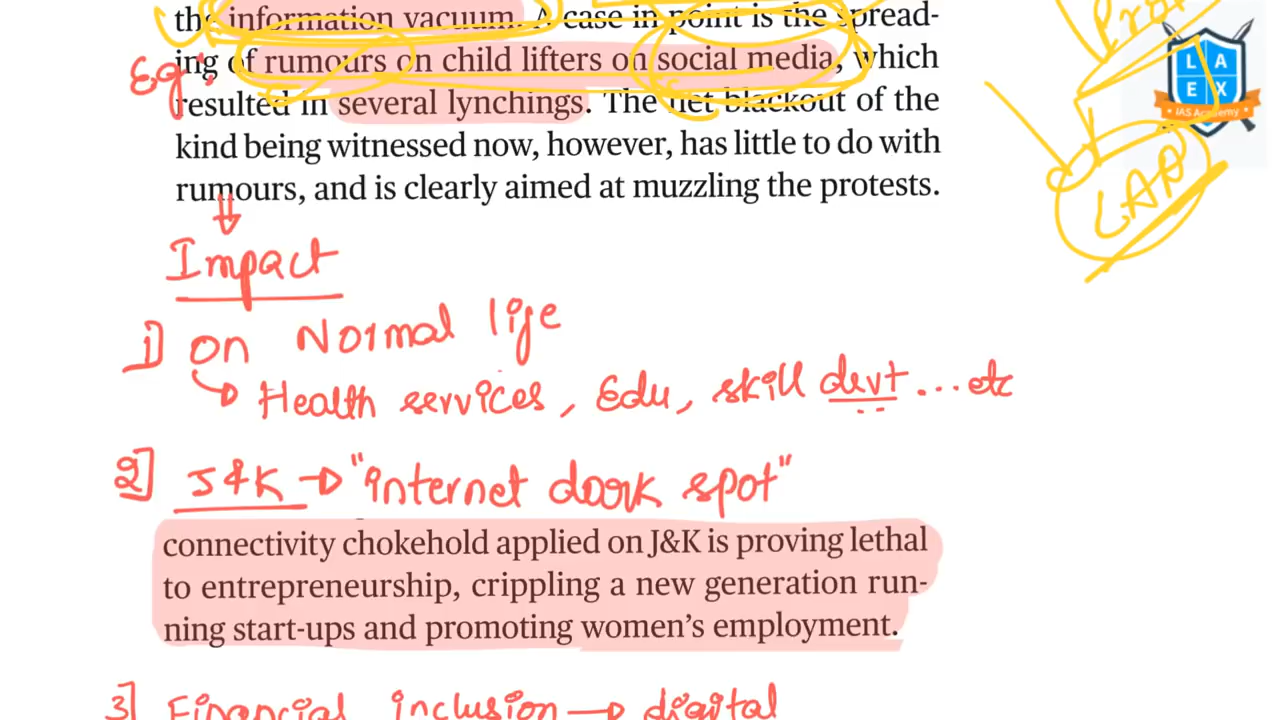 the information vacuum. A case in point is the spread-
ing of rumours on child lifters on social media, which
Eg:
resulted in several lynchings. The net blackout of the
kind being witnessed now, however, has little to do with
rumours, and is clearly aimed at muzzling the protests.
L A
E X
IAS Academy
Impact
1] on Normal life
Health services, Edu, skill devt ... etc
2] J&K → "internet dark spot"
connectivity chokehold applied on J&K is proving lethal
to entrepreneurship, crippling a new generation run-
ning start-ups and promoting women's employment.
3] Financial inclusion → digital